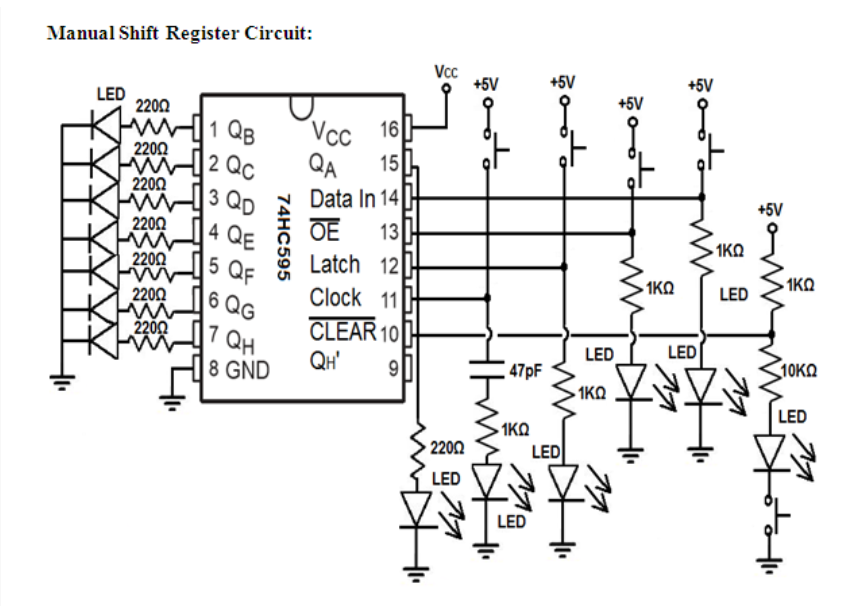 Manual Shift Register Circuit:
Vcc
+5V
+5V
+5V
+5V
LED
220Ω
1 QB
VCC 16
220Ω
2 QC
QA 15
220Ω
3 QD
Data In 14
220Ω
4 QE
OE 13
+5V
220Ω
5 QF
Latch 12
1KΩ
220Ω
6 QG
Clock 11
1KΩ
LED
1KΩ
220Ω
7 QH
CLEAR 10
8 GND
QH' 9
74HC595
47pF
LED
LED
10KΩ
1KΩ
LED
1KΩ
220Ω
LED
LED
LED